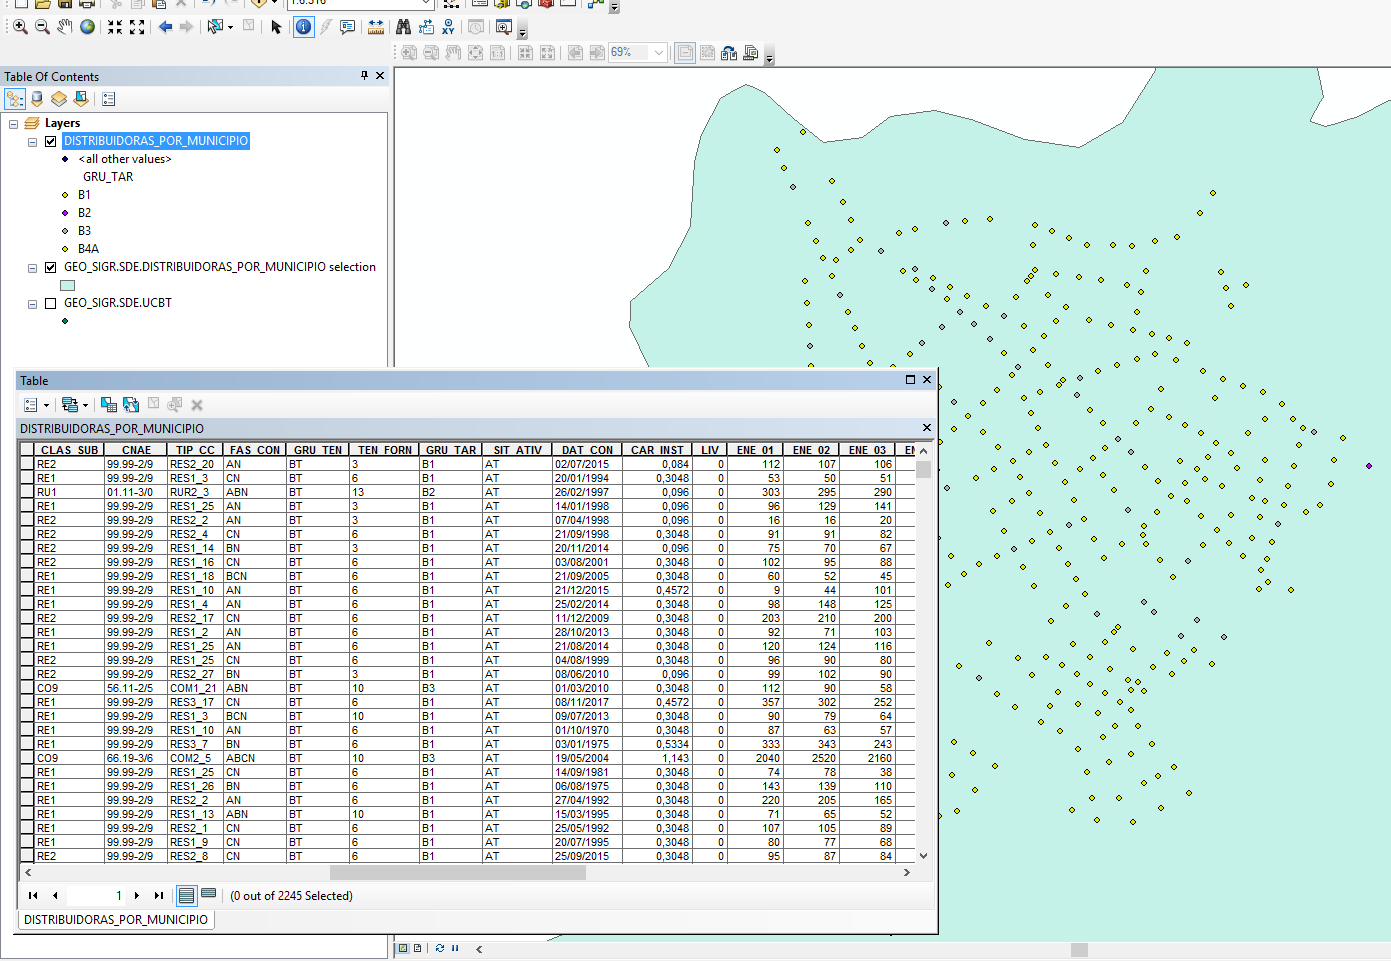 1:6.316
69%
Table Of Contents
Layers
DISTRIBUIDORAS_POR_MUNICIPIO
<all other values>
GRU_TAR
B1
B2
B3
B4A
GEO_SIGR.SDE.DISTRIBUIDORAS_POR_MUNICIPIO selection
GEO_SIGR.SDE.UCBT
Table
DISTRIBUIDORAS_POR_MUNICIPIO
CLAS_SUB CNAE TIP_CC FAS_CON GRU_TEN TEN_FORN GRU_TAR SIT_ATIV DAT_CON CAR_INST LIV ENE_01 ENE_02 ENE_03
RE2 99.99-2/9 RES2_20 AN BT 3 B1 AT 02/07/2015 0,084 0 112 107 106
RE1 99.99-2/9 RES1_3 CN BT 6 B1 AT 20/01/1994 0,3048 0 53 50 51
RU1 01.11-3/0 RUR2_3 ABN BT 13 B2 AT 26/02/1997 0,096 0 303 295 290
RE1 99.99-2/9 RES1_25 AN BT 3 B1 AT 14/01/1998 0,096 0 96 129 141
RE2 99.99-2/9 RES2_2 AN BT 3 B1 AT 07/04/1998 0,096 0 16 16 20
RE2 99.99-2/9 RES2_4 CN BT 6 B1 AT 21/09/1998 0,3048 0 91 91 82
RE2 99.99-2/9 RES1_14 BN BT 3 B1 AT 20/11/2014 0,096 0 75 70 67
RE2 99.99-2/9 RES1_16 CN BT 6 B1 AT 03/08/2001 0,3048 0 102 95 88
RE1 99.99-2/9 RES1_18 BCN BT 6 B1 AT 21/09/2005 0,3048 0 60 52 45
RE1 99.99-2/9 RES1_10 AN BT 6 B1 AT 21/12/2015 0,4572 0 9 44 101
RE1 99.99-2/9 RES1_4 AN BT 6 B1 AT 25/02/2014 0,3048 0 98 148 125
RE2 99.99-2/9 RES2_17 CN BT 6 B1 AT 11/12/2009 0,3048 0 203 210 200
RE1 99.99-2/9 RES1_2 AN BT 6 B1 AT 28/10/2013 0,3048 0 92 71 103
RE1 99.99-2/9 RES1_25 AN BT 6 B1 AT 21/08/2014 0,3048 0 120 124 116
RE2 99.99-2/9 RES1_25 CN BT 6 B1 AT 04/08/1999 0,3048 0 96 90 80
RE2 99.99-2/9 RES2_27 BN BT 3 B1 AT 08/06/2010 0,096 0 99 102 90
CO9 56.11-2/5 COM1_21 ABN BT 10 B3 AT 01/03/2010 0,3048 0 112 90 58
RE1 99.99-2/9 RES3_17 CN BT 6 B1 AT 08/11/2017 0,4572 0 357 302 252
RE1 99.99-2/9 RES1_3 BCN BT 10 B1 AT 09/07/2013 0,3048 0 90 79 64
RE1 99.99-2/9 RES1_10 AN BT 6 B1 AT 01/10/1970 0,3048 0 87 63 57
RE1 99.99-2/9 RES3_7 BN BT 6 B1 AT 03/01/1975 0,5334 0 333 343 243
CO9 66.19-3/6 COM2_5 ABCN BT 10 B3 AT 19/05/2004 1,143 0 2040 2520 2160
RE1 99.99-2/9 RES1_25 CN BT 6 B1 AT 14/09/1981 0,3048 0 74 78 38
RE1 99.99-2/9 RES1_26 BN BT 6 B1 AT 06/08/1975 0,3048 0 143 139 110
RE1 99.99-2/9 RES2_2 AN BT 6 B1 AT 27/04/1992 0,3048 0 220 205 165
RE1 99.99-2/9 RES1_13 ABN BT 10 B1 AT 15/03/1995 0,3048 0 71 65 52
RE1 99.99-2/9 RES2_1 CN BT 6 B1 AT 25/05/1992 0,3048 0 107 105 89
RE1 99.99-2/9 RES1_9 CN BT 6 B1 AT 20/07/1995 0,3048 0 80 77 68
RE2 99.99-2/9 RES2_8 CN BT 6 B1 AT 25/09/2015 0,3048 0 95 87 84
1 (0 out of 2245 Selected)
DISTRIBUIDORAS_POR_MUNICIPIO